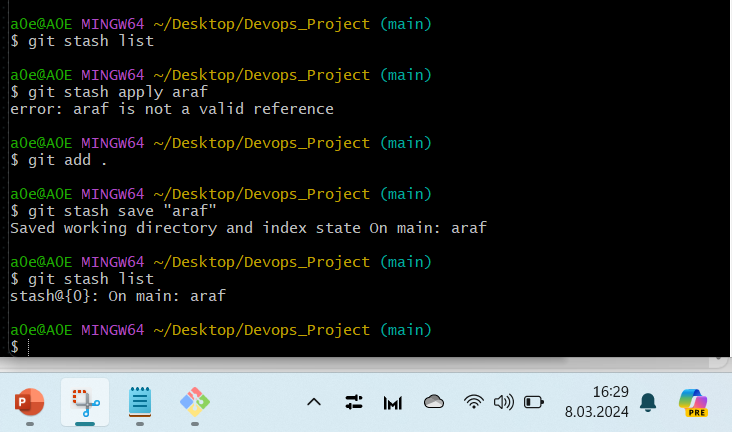 a0e@A0E MINGW64 ~/Desktop/Devops_Project (main)
$ git stash list
a0e@A0E MINGW64 ~/Desktop/Devops_Project (main)
$ git stash apply araf
error: araf is not a valid reference
a0e@A0E MINGW64 ~/Desktop/Devops_Project (main)
$ git add .
a0e@A0E MINGW64 ~/Desktop/Devops_Project (main)
$ git stash save "araf"
Saved working directory and index state On main: araf
a0e@A0E MINGW64 ~/Desktop/Devops_Project (main)
$ git stash list
stash@{0}: On main: araf
a0e@A0E MINGW64 ~/Desktop/Devops_Project (main)
$
P
16:29
8.03.2024
PRE